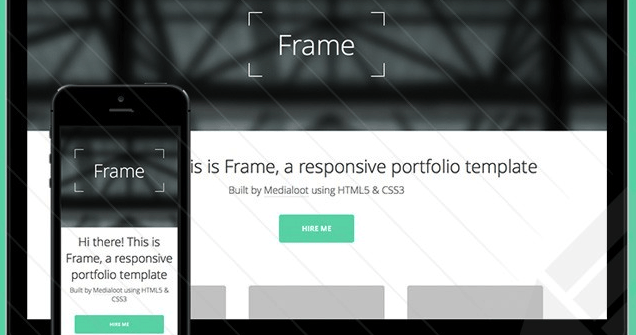 Frame
is is Frame, a responsive portfolio template
Built by Medialoot using HTML5 & CSS3
HIRE ME
Frame
Hi there! This is
Frame, a responsive
portfolio template
Built by Medialoot using HTML5 &
CSS3
HIRE ME